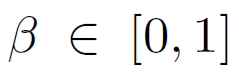 β ∈ [0, 1]